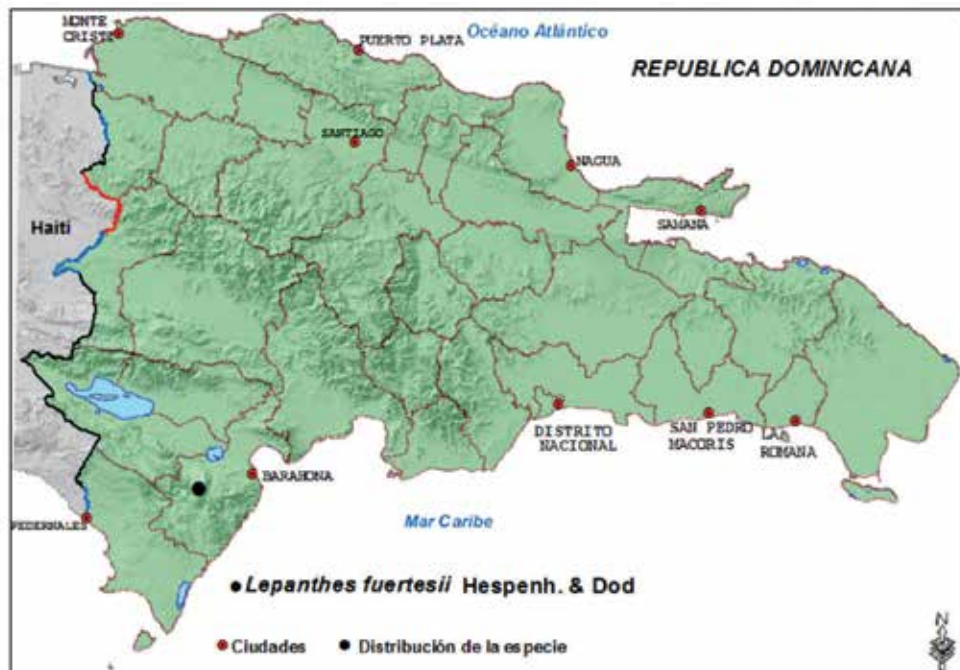 MONTE
CRISTI
PUERTO PLATA
Océano Atlántico
REPUBLICA DOMINICANA
SANTIAGO
NAGUA
SAMANA
Haiti
DISTRITO
NACIONAL
SAN PEDRO
MACORIS
LA
ROMANA
BARAHONA
PEDERNALES
Mar Caribe
Lepanthes fuertesii Hespenh. & Dod
Ciudades
Distribución de la especie
N